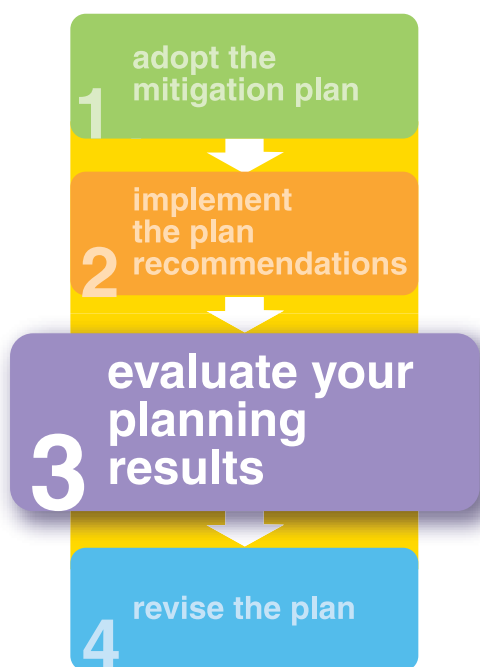 adopt the
mitigation plan
1
implement
the plan
recommendations
2
evaluate your
planning
results
3
revise the plan
4